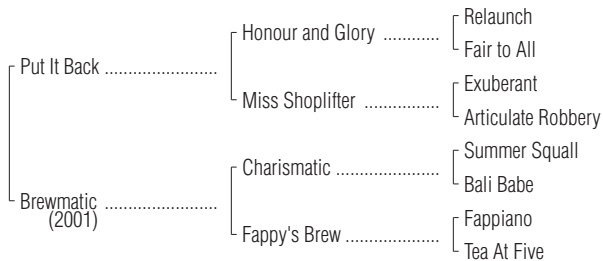 Relaunch
Honour and Glory ............
Fair to All
Put It Back ........................
Exuberant
Miss Shoplifter ................
Articulate Robbery
Summer Squall
Charismatic ......................
Bali Babe
Brewmatic ........................
(2001)
Fappiano
Fappy's Brew ....................
Tea At Five